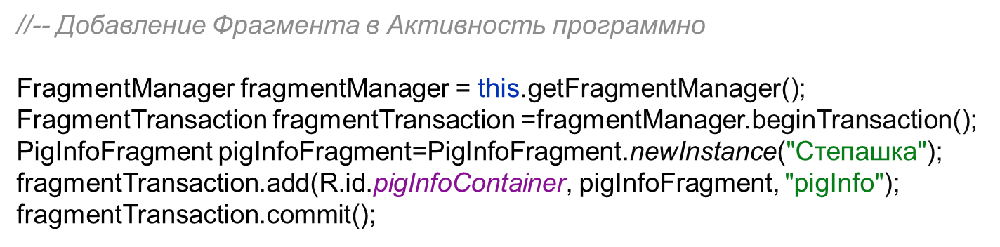 //-- Добавление Фрагмента в Активность программно
FragmentManager fragmentManager = this.getFragmentManager();
FragmentTransaction fragmentTransaction =fragmentManager.beginTransaction();
PigInfoFragment pigInfoFragment=PigInfoFragment.newInstance("Степашка");
fragmentTransaction.add(R.id.pigInfoContainer, pigInfoFragment, "pigInfo");
fragmentTransaction.commit();